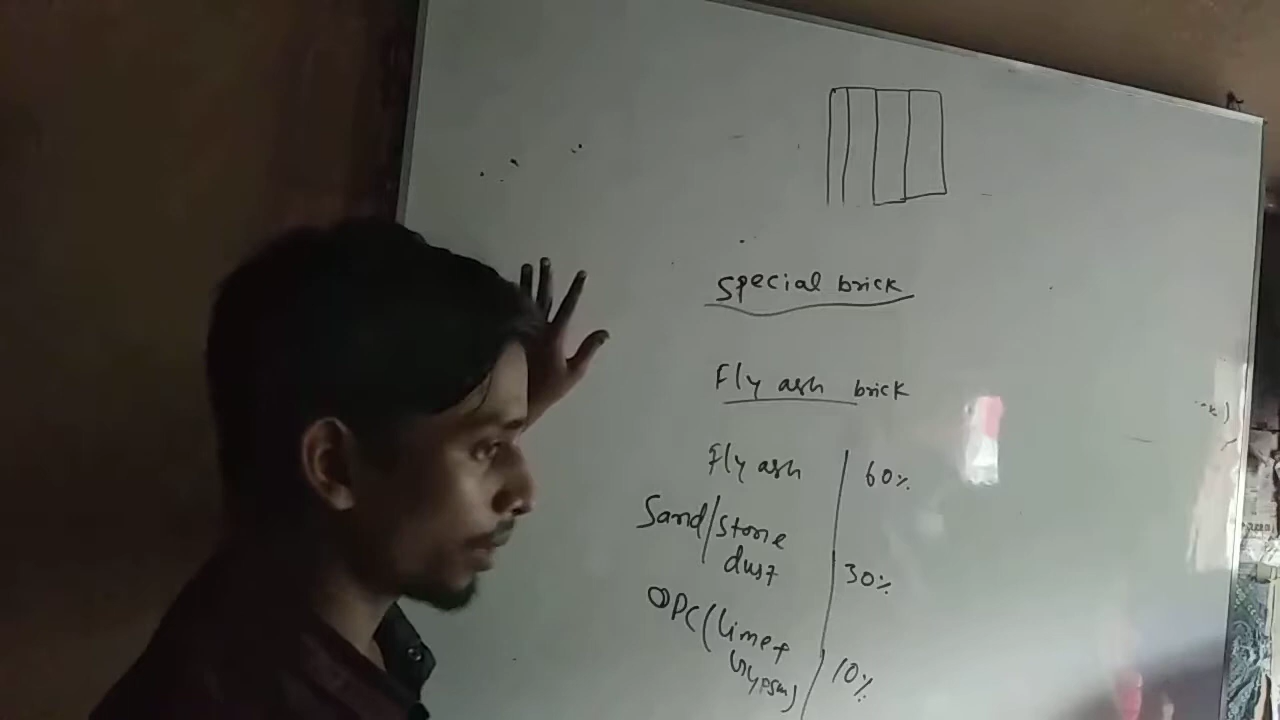 Special brick
Fly ash brick
Fly ash 60%
Sand/stone
dust 30%
OPC (lime+
Gypsum) 10%